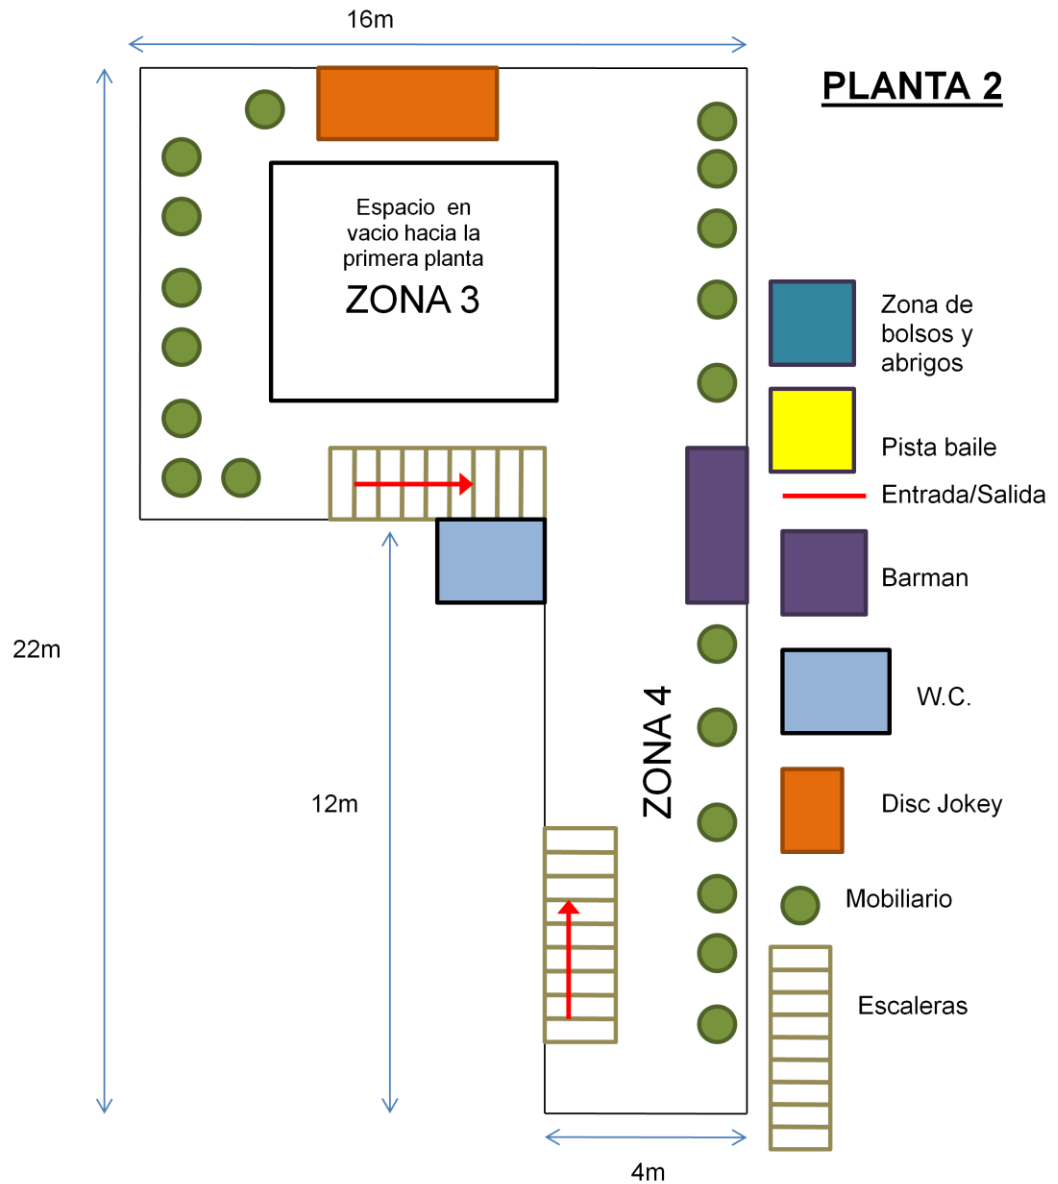 16m
PLANTA 2
Espacio en
vacio hacia la
primera planta
ZONA 3
Zona de
bolsos y
abrigos
Pista baile
Entrada/Salida
Barman
22m
W.C.
ZONA 4
12m
Disc Jokey
Mobiliario
Escaleras
4m